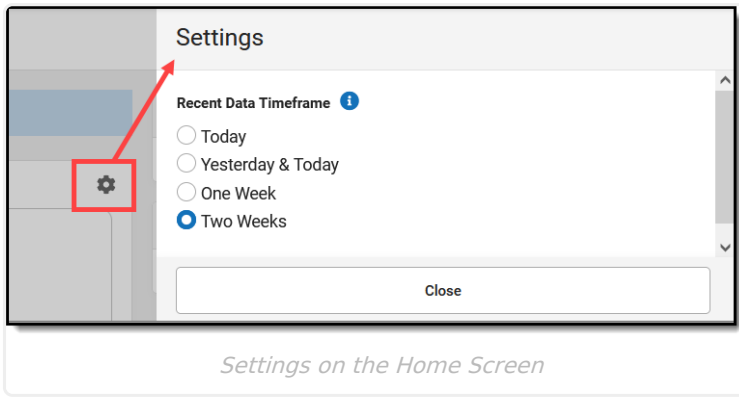 Settings
Recent Data Timeframe i
Today
Yesterday & Today
One Week
Two Weeks
Close
Settings on the Home Screen